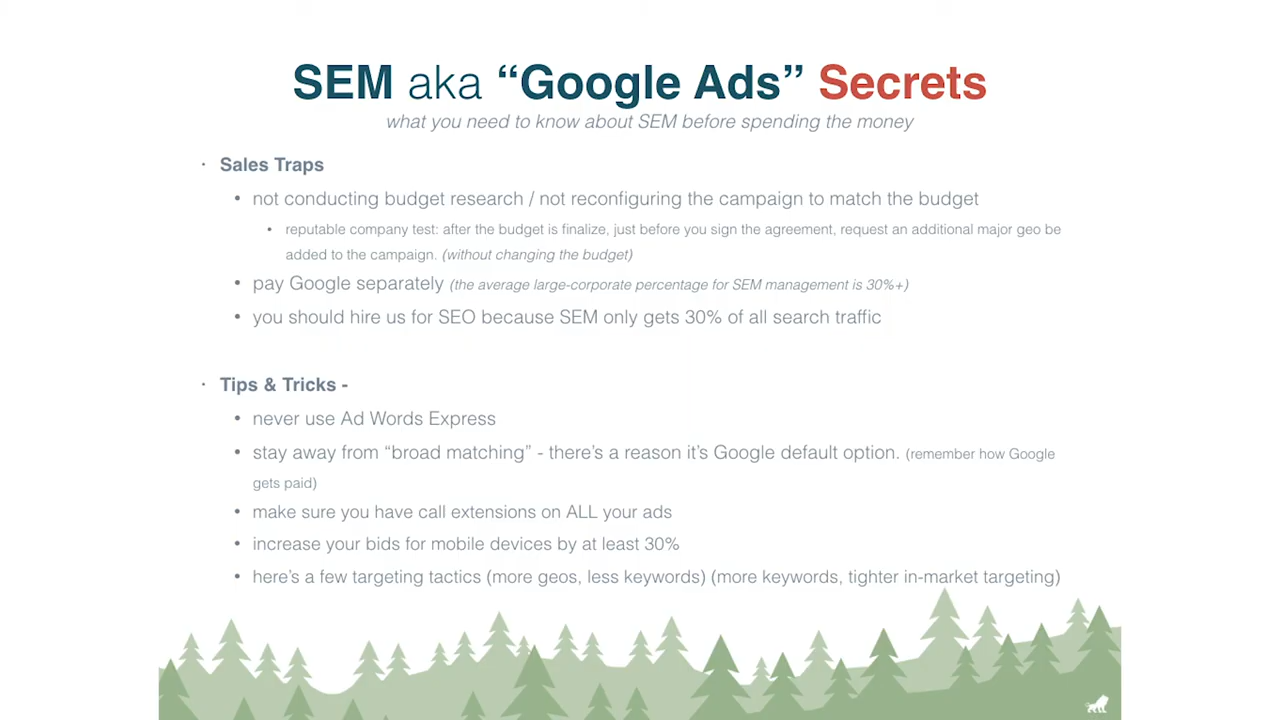 SEM aka “Google Ads” Secrets
what you need to know about SEM before spending the money
· Sales Traps
• not conducting budget research / not reconfiguring the campaign to match the budget
• reputable company test: after the budget is finalize, just before you sign the agreement, request an additional major geo be
added to the campaign. (without changing the budget)
• pay Google separately (the average large-corporate percentage for SEM management is 30%+)
• you should hire us for SEO because SEM only gets 30% of all search traffic
· Tips & Tricks -
• never use Ad Words Express
• stay away from “broad matching” - there’s a reason it’s Google default option. (remember how Google
gets paid)
• make sure you have call extensions on ALL your ads
• increase your bids for mobile devices by at least 30%
• here’s a few targeting tactics (more geos, less keywords) (more keywords, tighter in-market targeting)